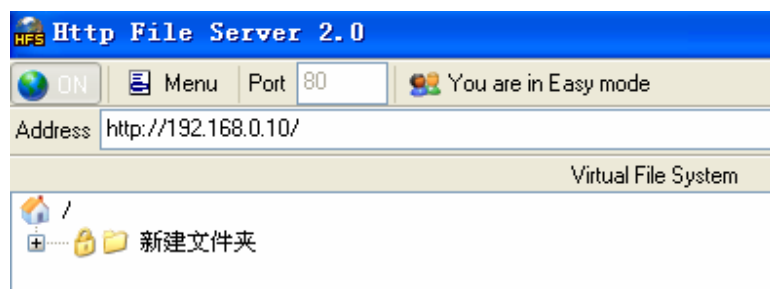 HFS Http File Server 2.0
ON Menu Port 80 You are in Easy mode
Address http://192.168.0.10/
Virtual File System
/
新建文件夹